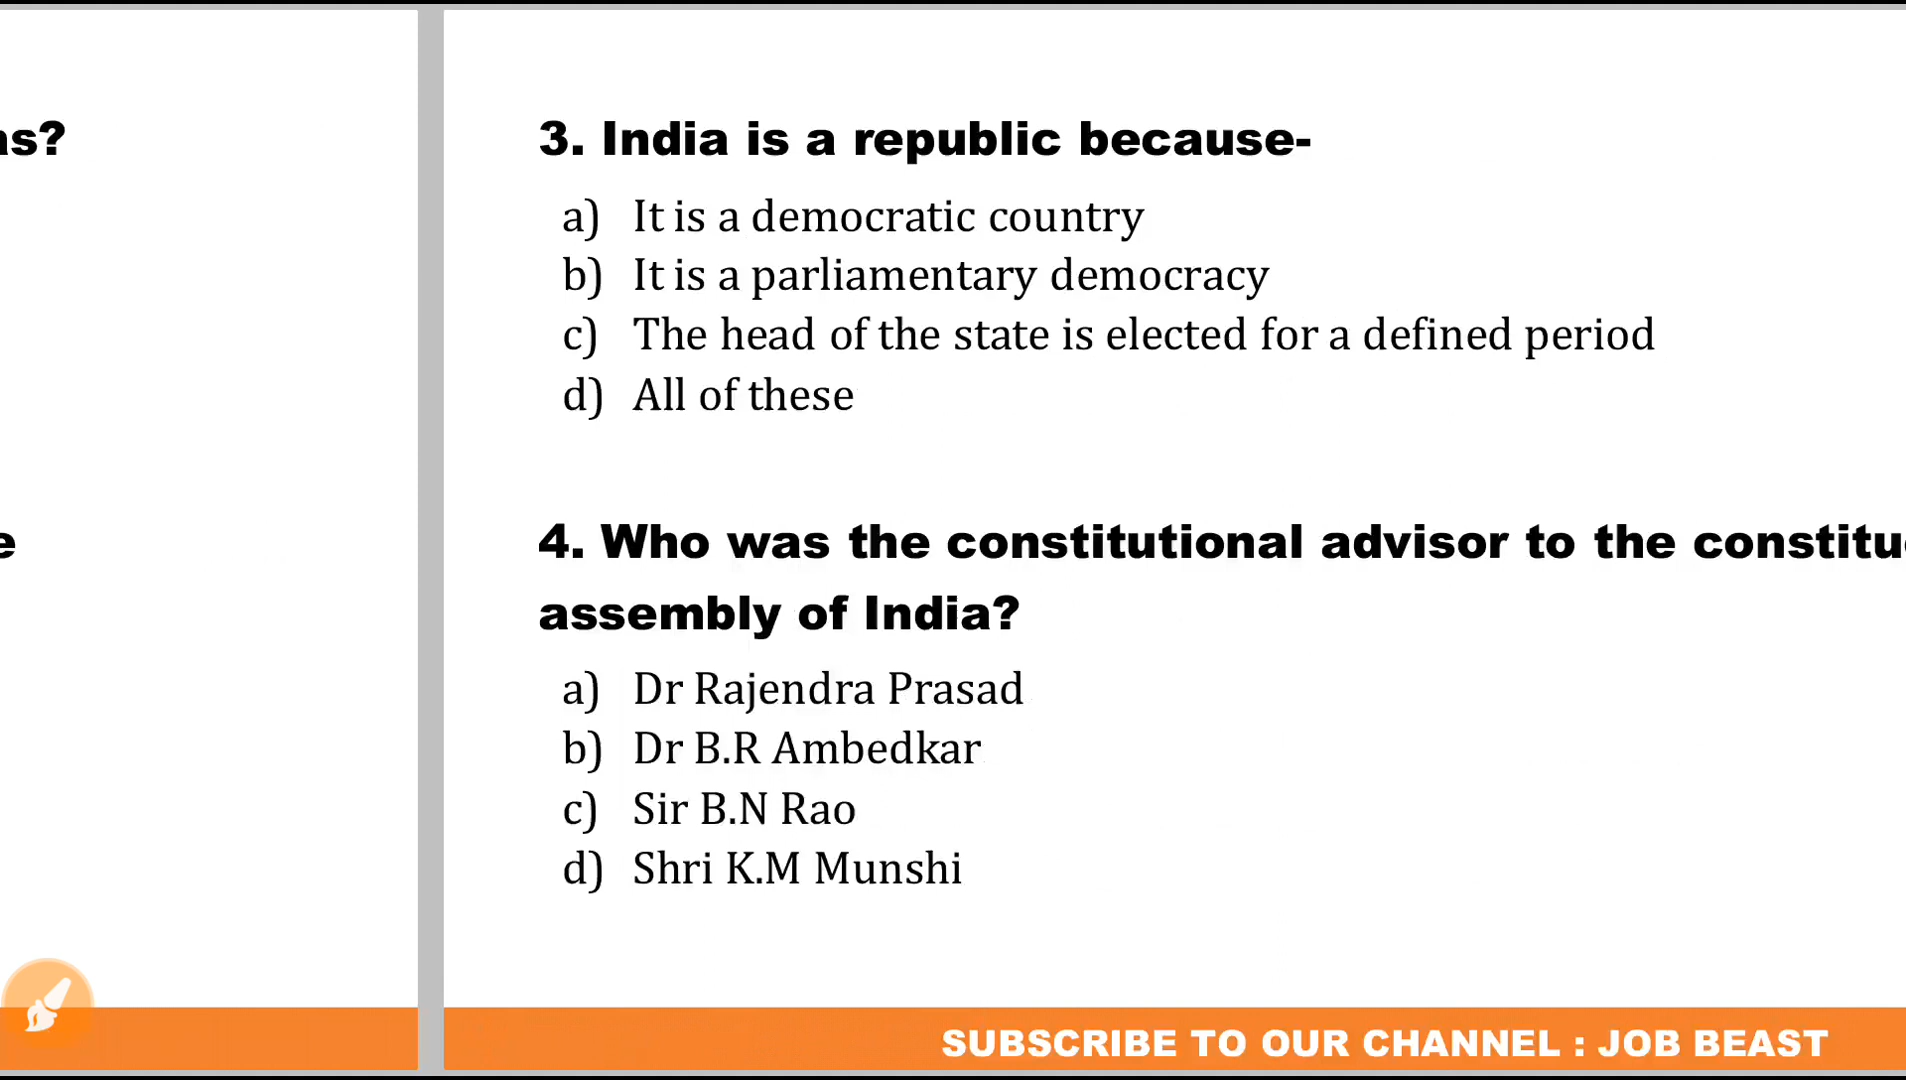 3. India is a republic because-
a) It is a democratic country
b) It is a parliamentary democracy
c) The head of the state is elected for a defined period
d) All of these
4. Who was the constitutional advisor to the
assembly of India?
a) Dr Rajendra Prasad
b) Dr B.R Ambedkar
c) Sir B.N Rao
d) Shri K.M Munshi
SUBSCRIBE TO OUR CHANNEL : JOB BEAST